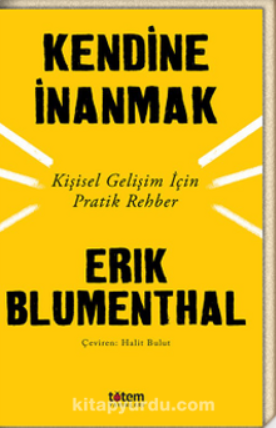 KENDİNE
İNANMAK
Kişisel Gelişim İçin
Pratik Rehber
ERIK
BLUMENTHAL
Çeviren: Halit Bulut
totem
kitapyurdu.com